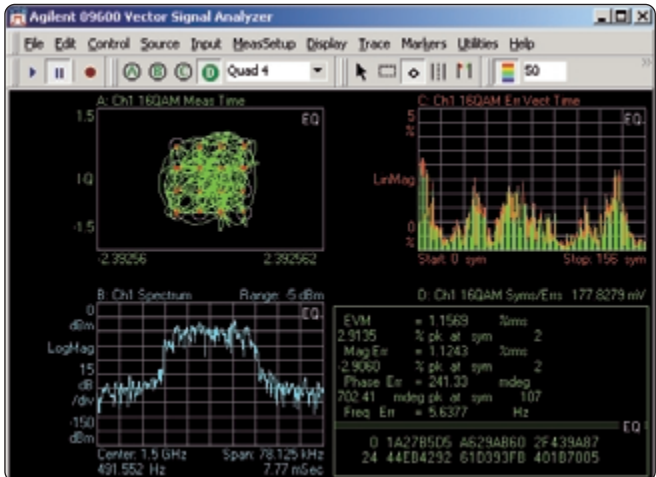 Agilent 89600 Vector Signal Analyzer
File Edit Control Source Input MeasSetup Display Trace Markers Utilities Help
A B C D Quad 4 50
A: Ch1 16QAM Meas Time
1.5
EQ
I-Q
-1.5
-2.39256 2.392562
C: Ch1 16QAM ErrVect Time
5
%
EQ
LinMag
0
%
Start: 0 sym Stop: 156 sym
B: Ch1 Spectrum Range: -5 dBm
0
dBm
EQ
LogMag
15
dB
/div
-150
dBm
Center: 1.5 GHz Span: 78.125 kHz
491.552 Hz 7.77 mSec
D: Ch1 16QAM Syms/Errs 177.8279 mV
EVM = 1.1569 %rms
2.9135 % pk at sym 2
Mag Err = 1.1243 %rms
-2.9060 % pk at sym 2
Phase Err = 241.33 mdeg
702.41 mdeg pk at sym 107
Freq Err = 5.6377 Hz
EQ
0 1A27B5D5 A629AB60 2F439A87
24 44EB4292 61D393FB 401B7005